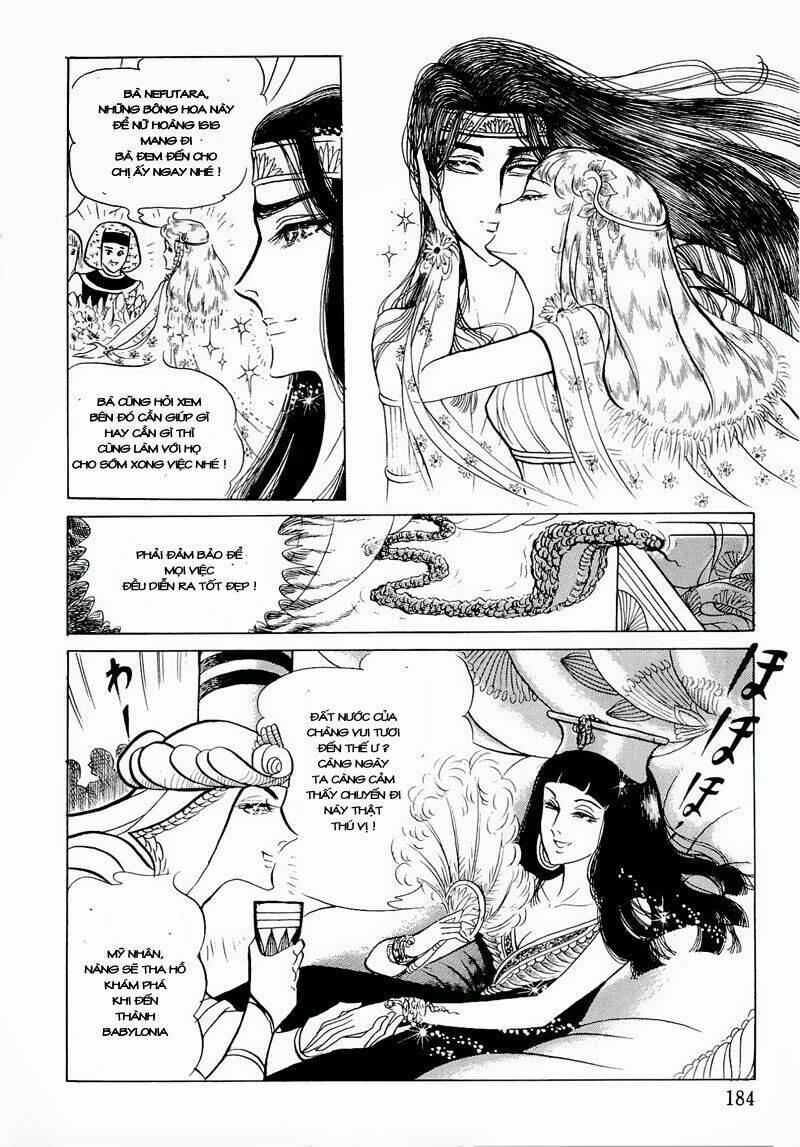 BÀ NEFUTARA,
NHỮNG BÔNG HOA NÀY
ĐỂ NỮ HOÀNG ISIS
MANG ĐI
BÀ ĐEM ĐẾN CHO
CHỊ ẤY NGAY NHÉ !
BÀ CŨNG HỎI XEM
BÊN ĐÓ CẦN GIÚP GÌ
HAY CẦN GÌ THÌ
CÙNG LÀM VỚI HỌ
CHO SỚM XONG VIỆC NHÉ !
PHẢI ĐẢM BẢO ĐỂ
MỌI VIỆC
ĐỀU DIỄN RA TỐT ĐẸP !
わー
ほほほ
ĐẤT NƯỚC CỦA
CHÀNG VUI TƯƠI
ĐẾN THẾ Ư ?
CÀNG NGÀY
TA CÀNG CẢM
THẤY CHUYẾN ĐI
NÀY THẬT
THÚ VỊ !
MỸ NHÂN,
NÀNG SẼ THA HỒ
KHÁM PHÁ
KHI ĐẾN
THÀNH
BABYLONIA
184